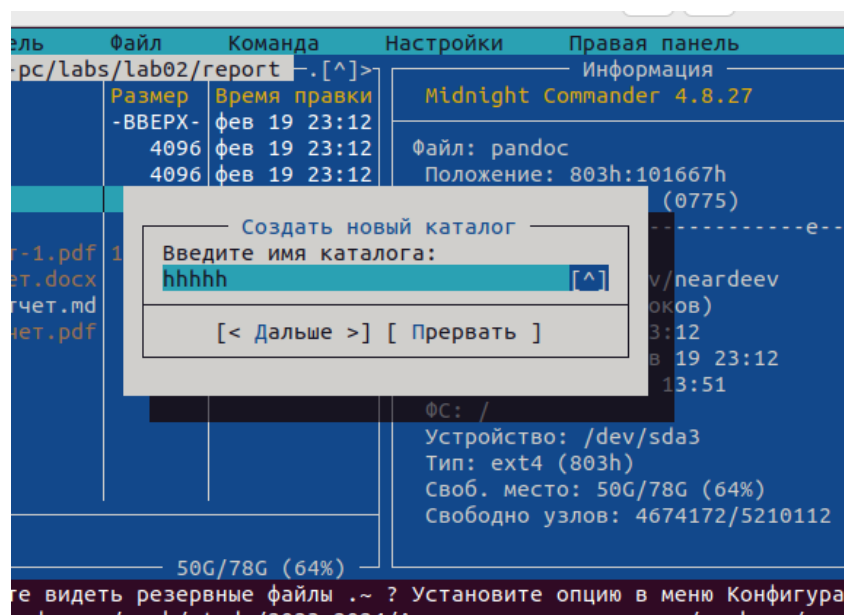 ель Файл Команда Настройки Правая панель
-pc/labs/lab02/report .[^]> Информация
Размер Время правки Midnight Commander 4.8.27
-ВВЕРХ- фев 19 23:12
4096 фев 19 23:12 Файл: pandoc
4096 фев 19 23:12 Положение: 803h:101667h
(0775)
Создать новый каталог
-----------e--
т-1.pdf 1 Введите имя каталога:
ет.docx hhhhh [^] v/neardeev
тчет.md оков)
чет.pdf [< Дальше >] [ Прервать ] 3:12
в 19 23:12
13:51
ФС: /
Устройство: /dev/sda3
Тип: ext4 (803h)
Своб. место: 50G/78G (64%)
Свободно узлов: 4674172/5210112
50G/78G (64%)
те видеть резервные файлы .~ ? Установите опцию в меню Конфигура